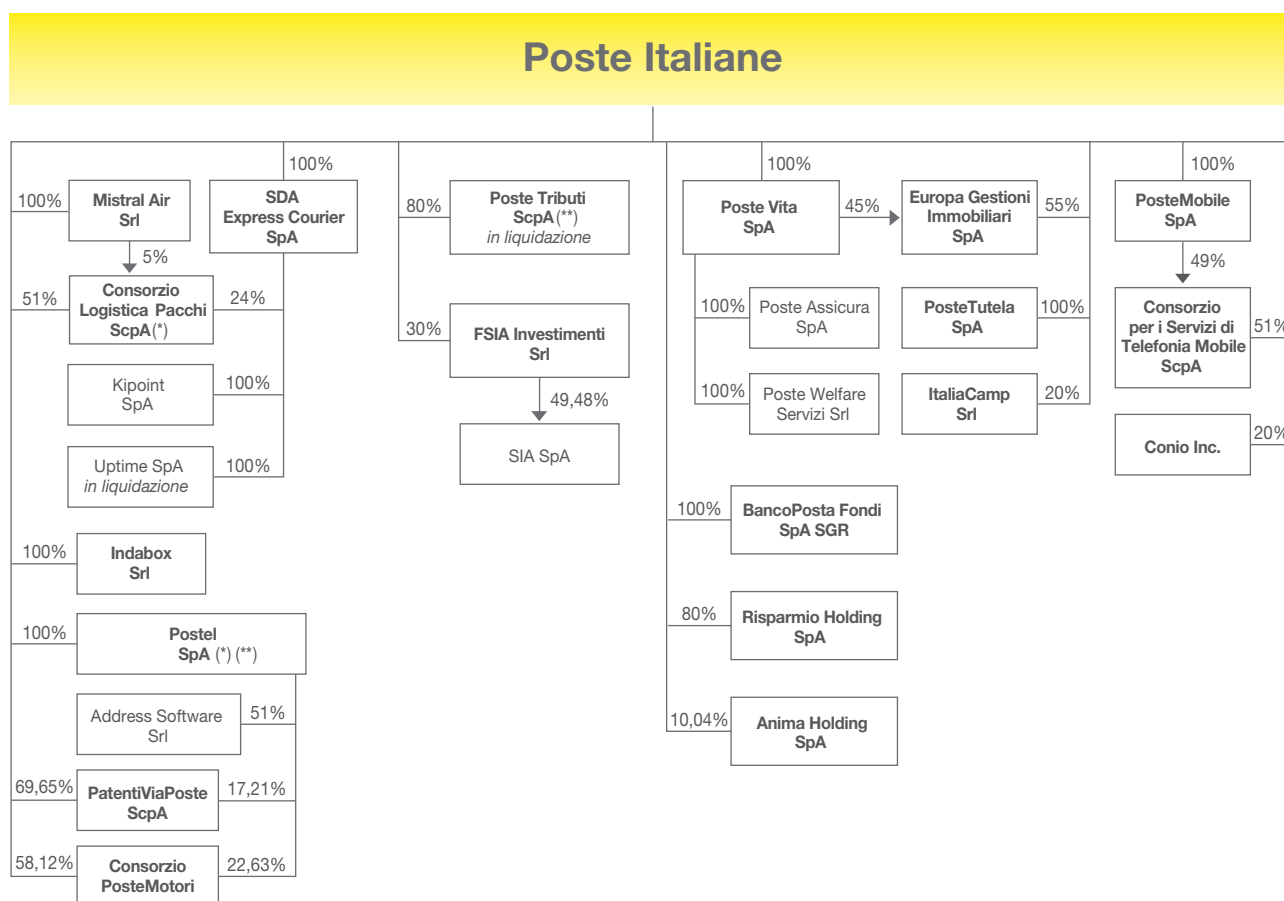 Poste Italiane
100%
Mistral Air
Srl
5%
51%
Consorzio
Logistica Pacchi
ScpA(*)
24%
100%
SDA
Express Courier
SpA
Kipoint
SpA
100%
Uptime SpA
in liquidazione
100%
100%
Indabox
Srl
100%
Postel
SpA (*) (**)
Address Software
Srl
51%
69,65%
PatentiViaPoste
ScpA
17,21%
58,12%
Consorzio
PosteMotori
22,63%
80%
Poste Tributi
ScpA(**)
in liquidazione
30%
FSIA Investimenti
Srl
49,48%
SIA SpA
100%
Poste Vita
SpA
45%
Europa Gestioni
Immobiliari
SpA
55%
100%
Poste Assicura
SpA
PosteTutela
SpA
100%
100%
Poste Welfare
Servizi Srl
ItaliaCamp
Srl
20%
100%
BancoPosta Fondi
SpA SGR
80%
Risparmio Holding
SpA
10,04%
Anima Holding
SpA
100%
PosteMobile
SpA
49%
Consorzio
per i Servizi di
Telefonia Mobile
ScpA
51%
Conio Inc.
20%